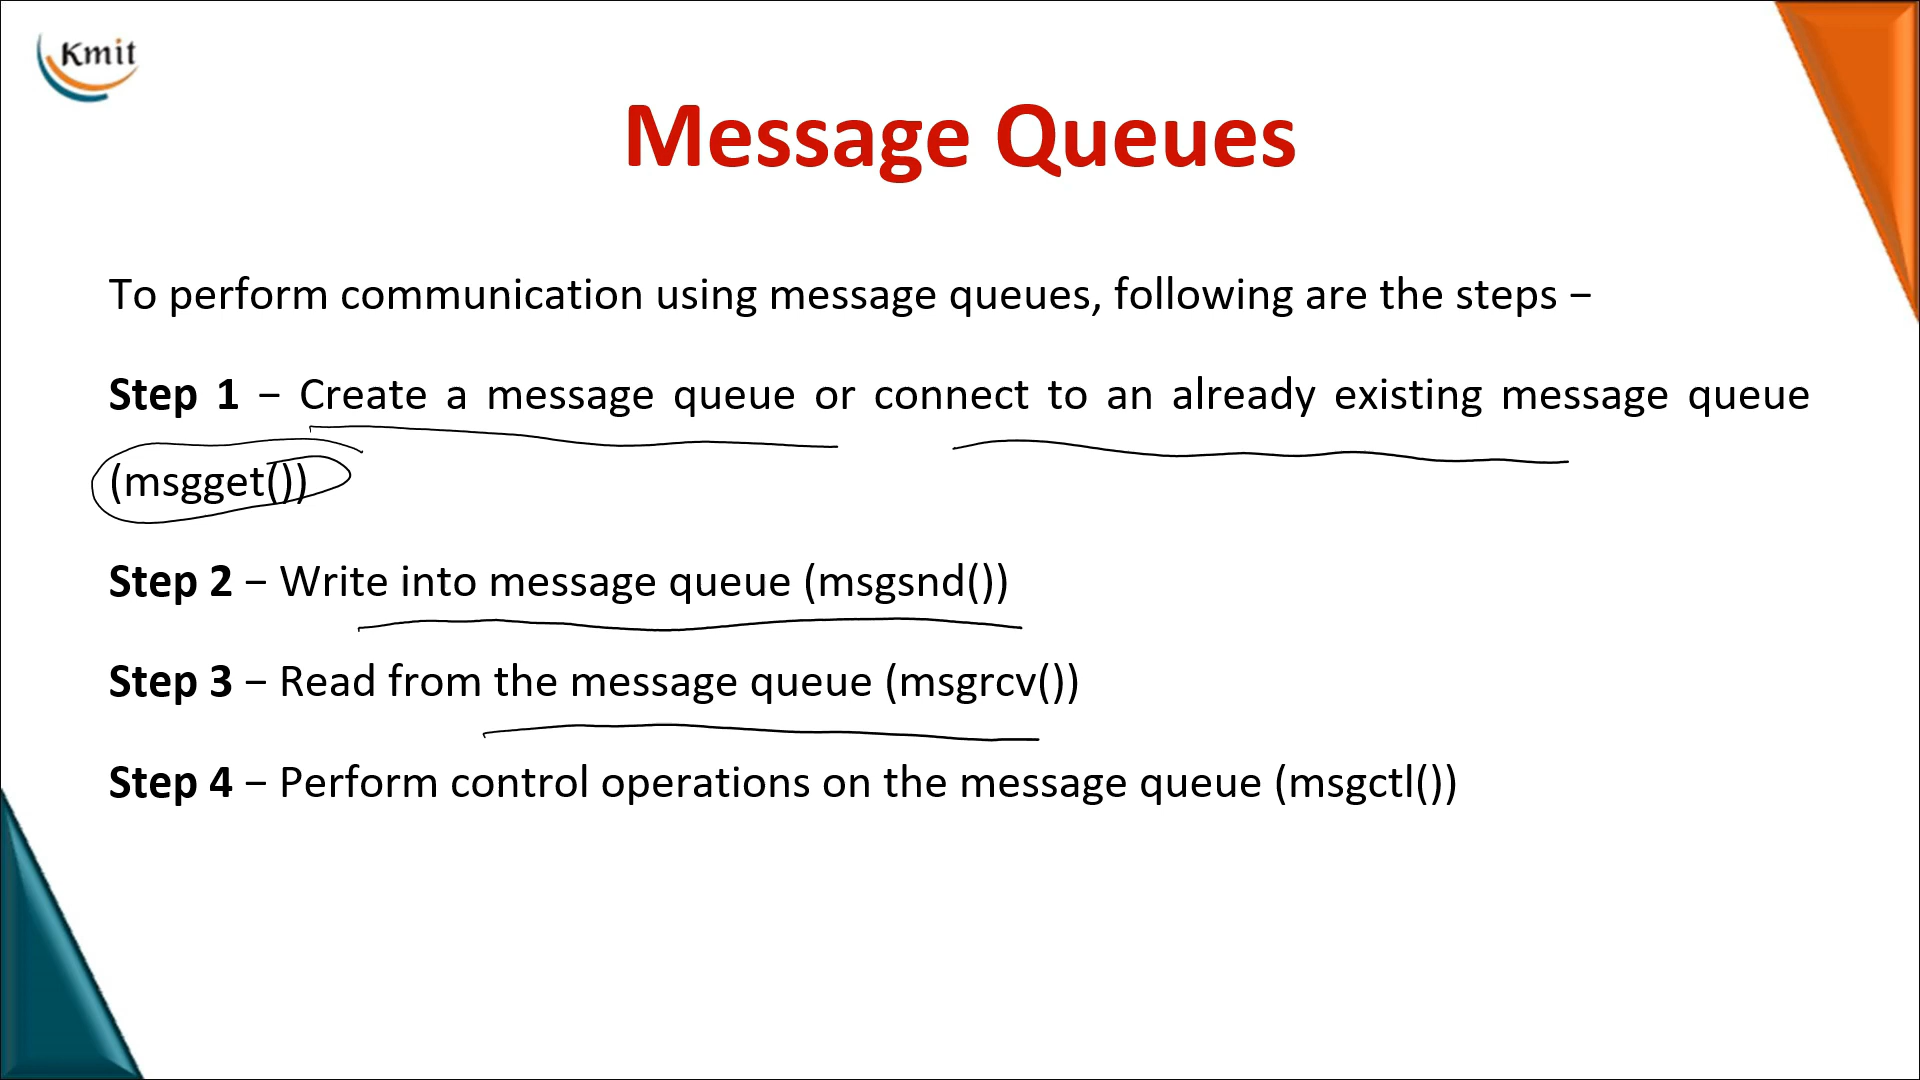 Kmit
Message Queues
To perform communication using message queues, following are the steps −
Step 1 − Create a message queue or connect to an already existing message queue
(msgget())
Step 2 − Write into message queue (msgsnd())
Step 3 − Read from the message queue (msgrcv())
Step 4 − Perform control operations on the message queue (msgctl())